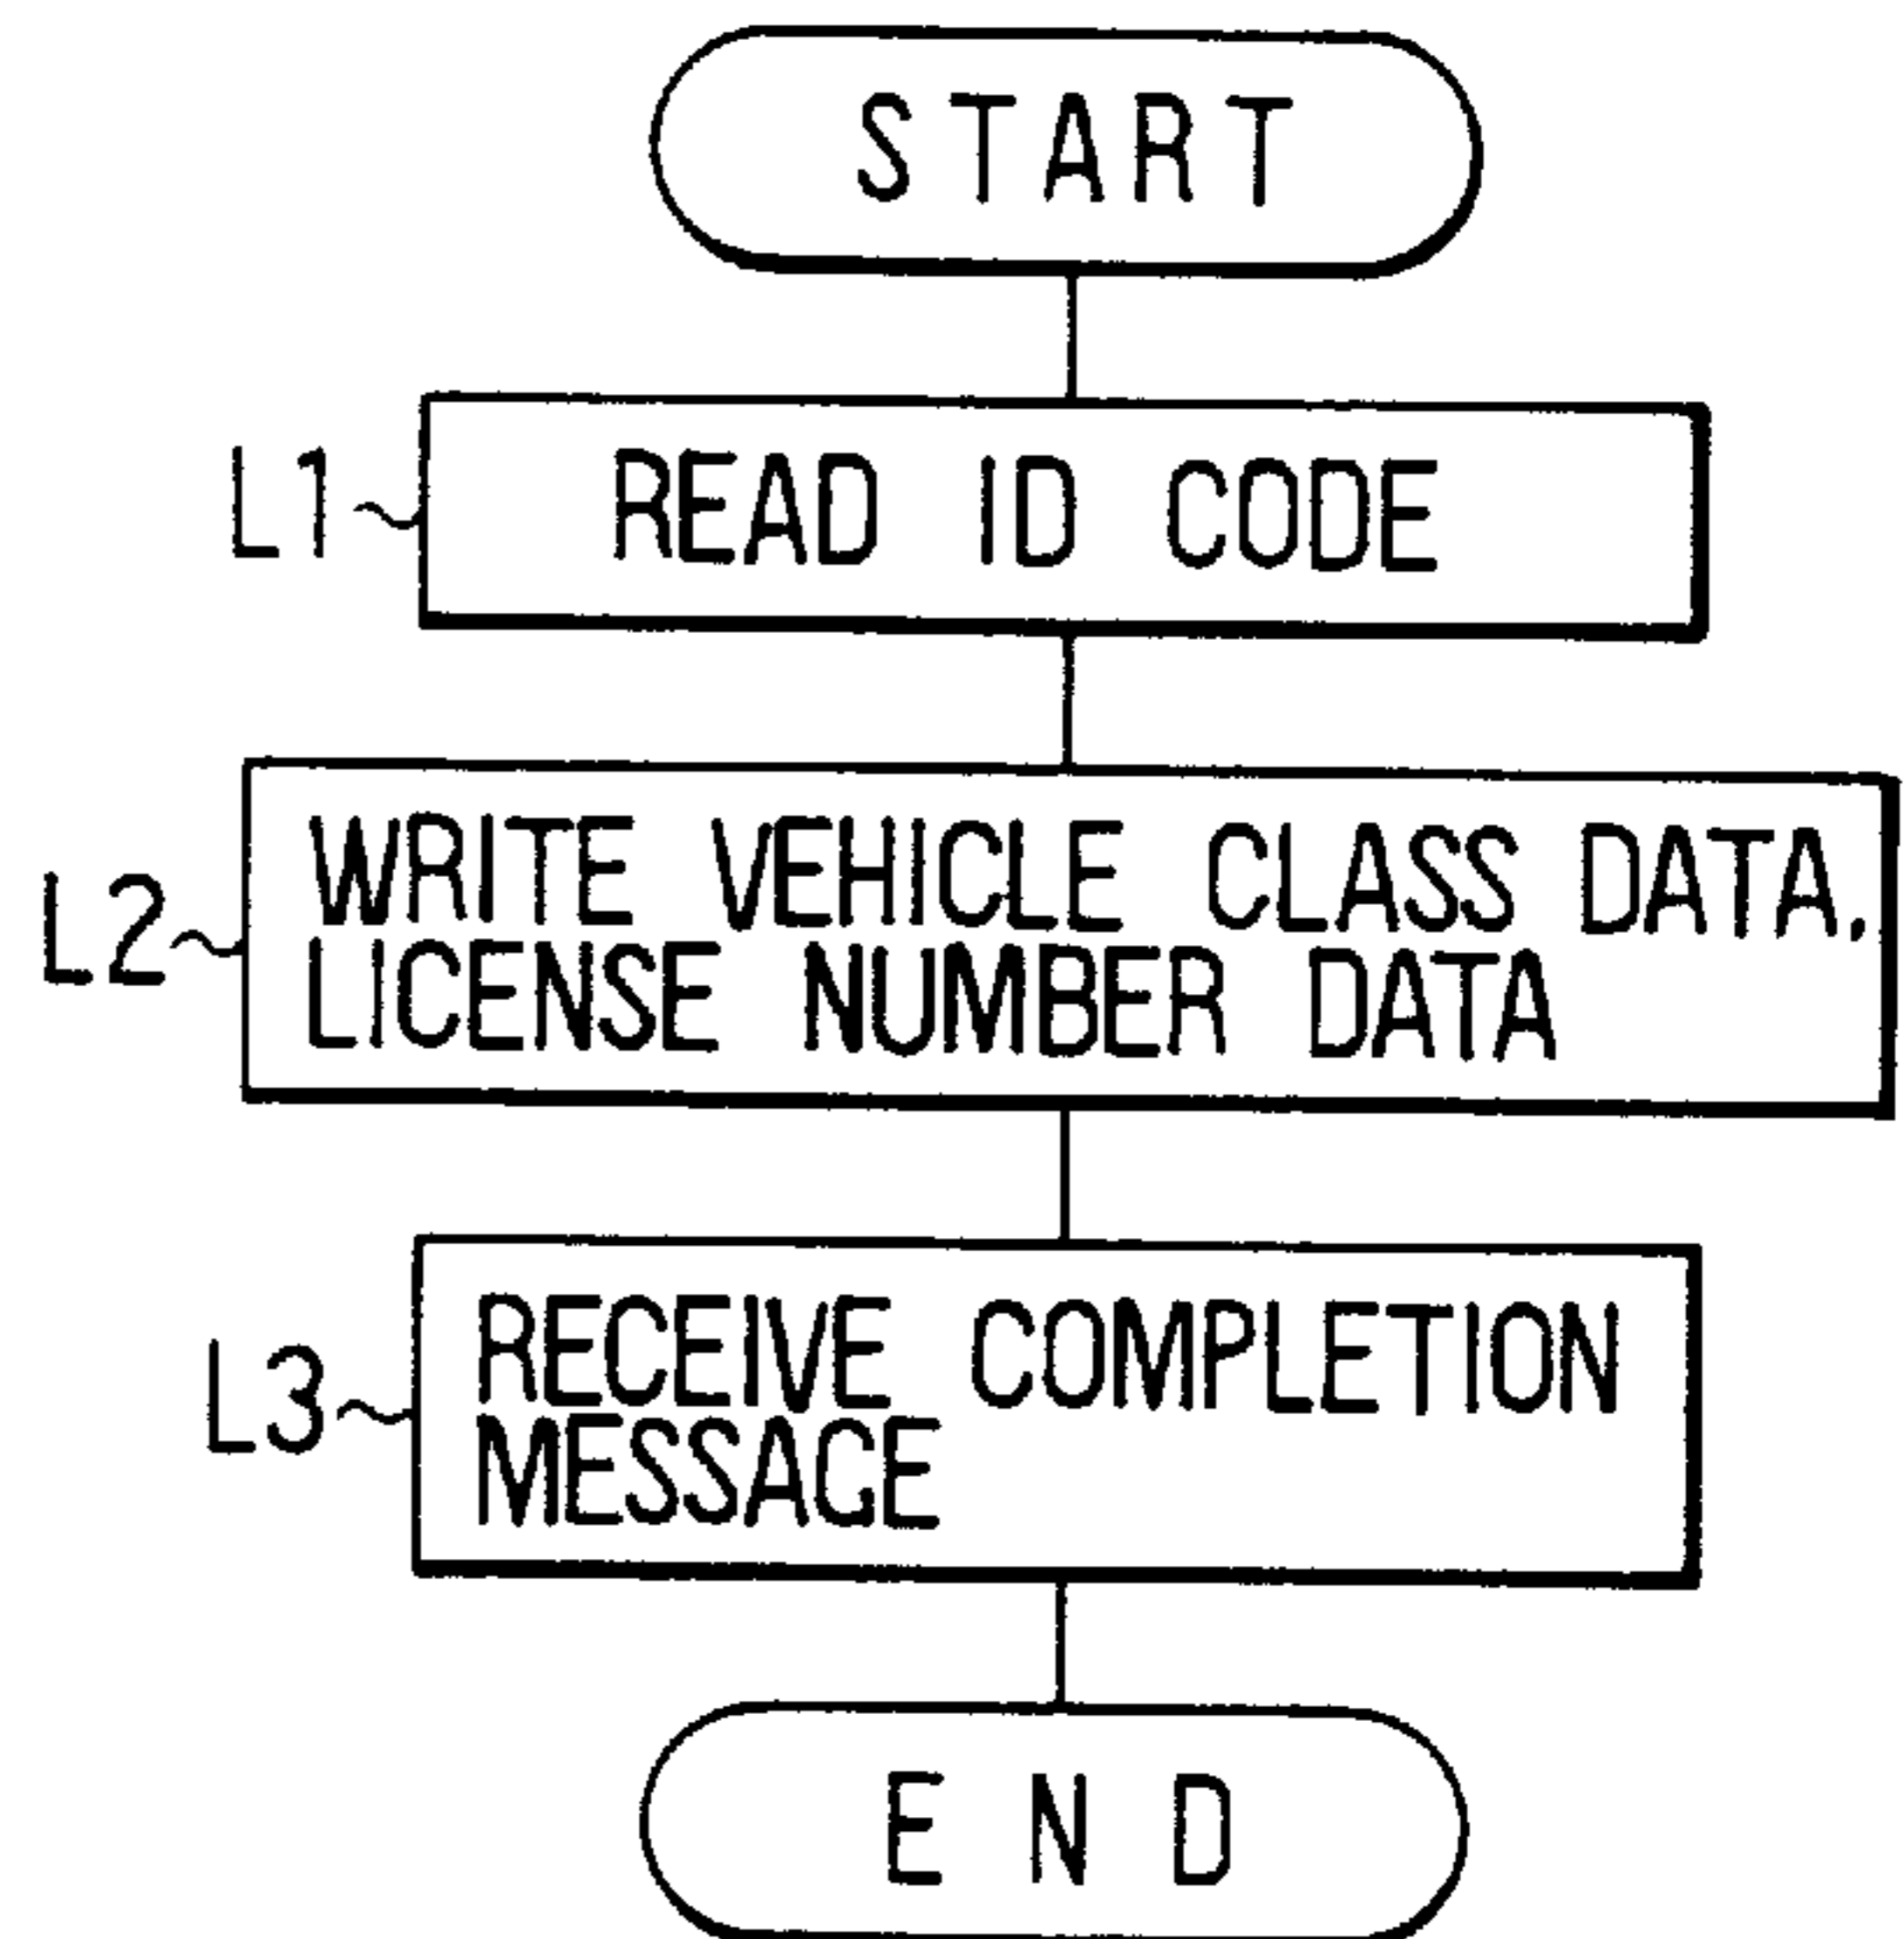 START
L1 READ ID CODE
WRITE VEHICLE CLASS DATA,
L2
LICENSE NUMBER DATA
RECEIVE COMPLETION
L3
MESSAGE
END